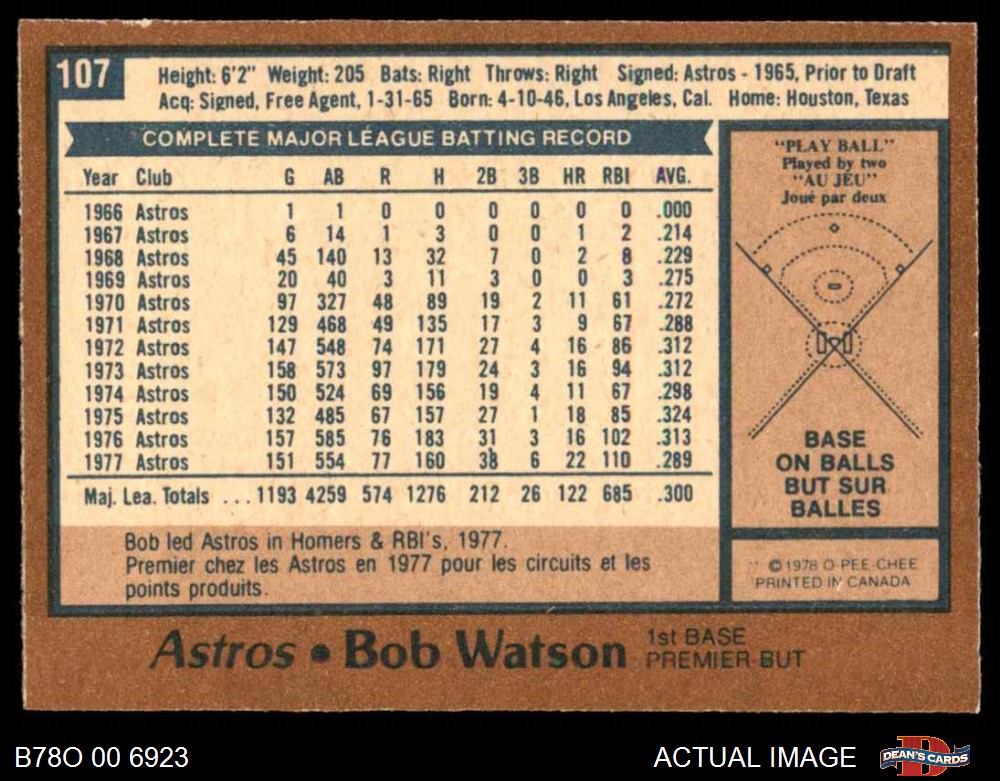 107
Height: 6'2" Weight: 205 Bats: Right Throws: Right Signed: Astros - 1965, Prior to Draft
Acq: Signed, Free Agent, 1-31-65 Born: 4-10-46, Los Angeles, Cal. Home: Houston, Texas
COMPLETE MAJOR LEAGUE BATTING RECORD
Year Club G AB R H 2B 3B HR RBI AVG.
1966 Astros 1 1 0 0 0 0 0 0 .000
1967 Astros 6 14 1 3 0 0 1 2 .214
1968 Astros 45 140 13 32 7 0 2 8 .229
1969 Astros 20 40 3 11 3 0 0 3 .275
1970 Astros 97 327 48 89 19 2 11 61 .272
1971 Astros 129 468 49 135 17 3 9 67 .288
1972 Astros 147 548 74 171 27 4 16 86 .312
1973 Astros 158 573 97 179 24 3 16 94 .312
1974 Astros 150 524 69 156 19 4 11 67 .298
1975 Astros 132 485 67 157 27 1 18 85 .324
1976 Astros 157 585 76 183 31 3 16 102 .313
1977 Astros 151 554 77 160 38 6 22 110 .289
Maj. Lea. Totals ... 1193 4259 574 1276 212 26 122 685 .300
Bob led Astros in Homers & RBI's, 1977.
Premier chez les Astros en 1977 pour les circuits et les
points produits.
"PLAY BALL"
Played by two
"AU JEU"
Joué par deux
BASE
ON BALLS
BUT SUR
BALLES
© 1978 O-PEE-CHEE
PRINTED IN CANADA
Astros • Bob Watson 1st BASE
PREMIER-BUT
B78O 00 6923
ACTUAL IMAGE
DEAN'S CARDS